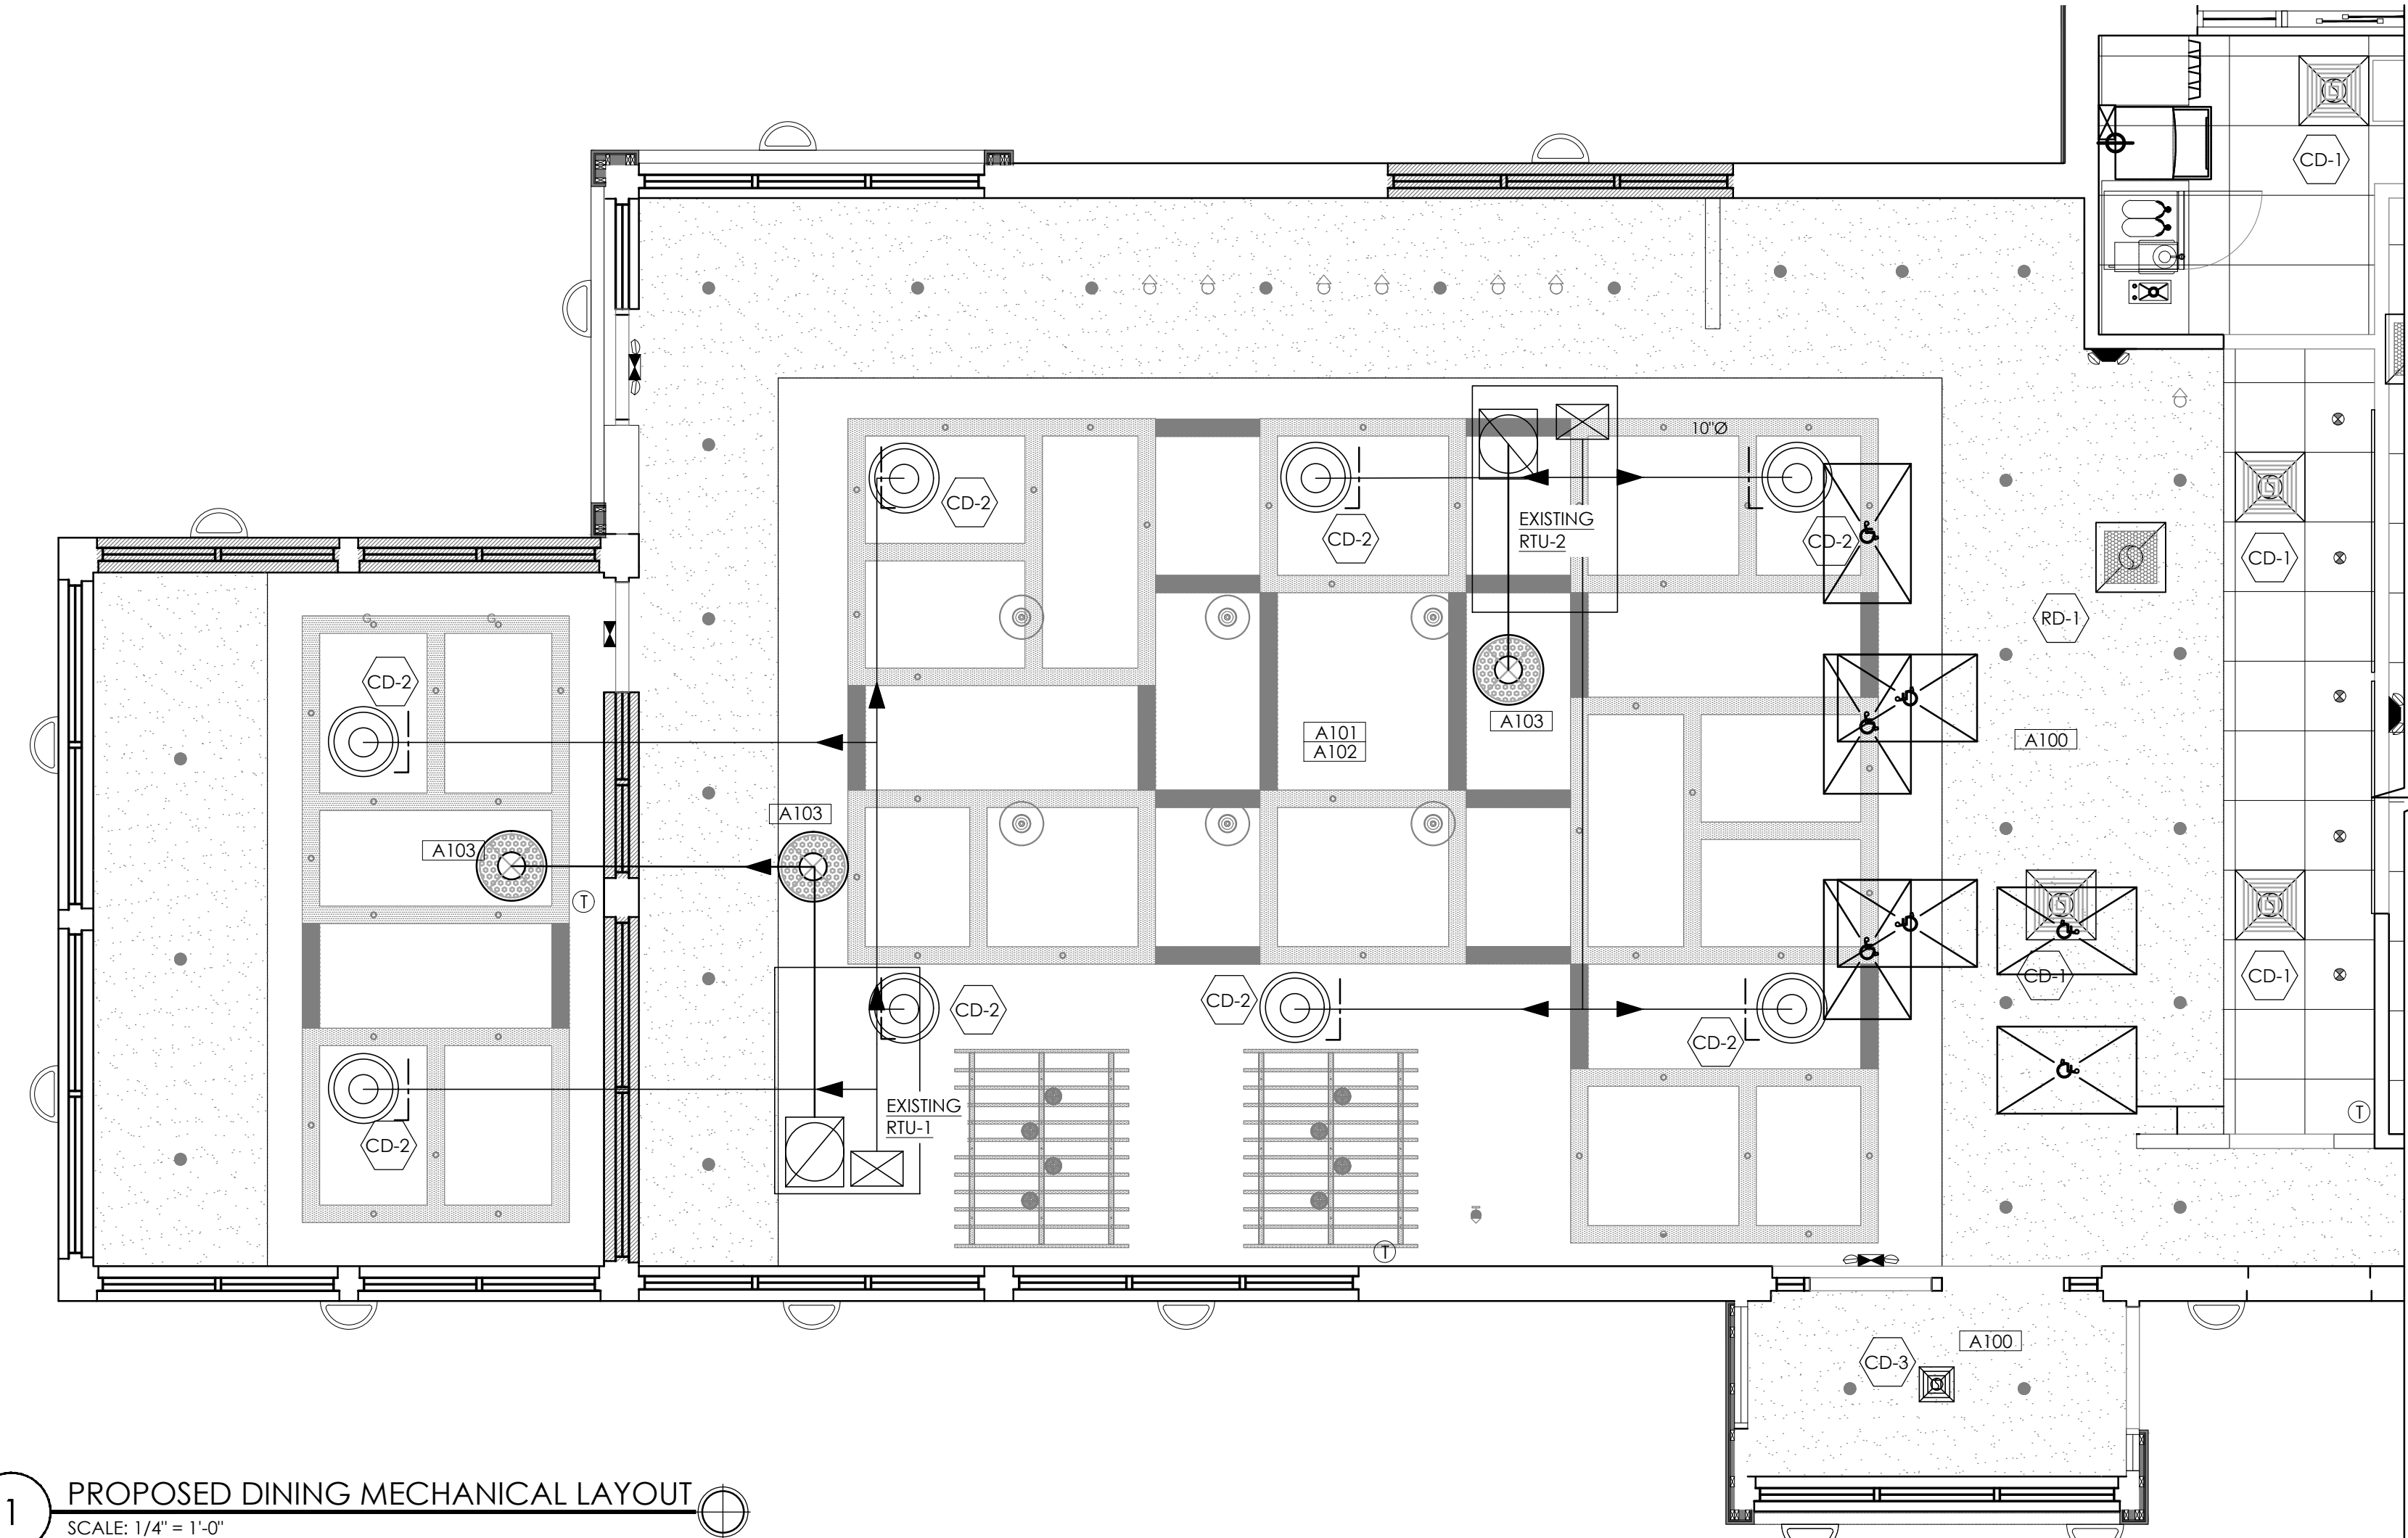 CD-1
10"Ø
CD-2
EXISTING
RTU-2
CD-2
CD-2
CD-1
RD-1
CD-2
A103
A101
A102
A100
A103
A103
T
CD-2
CD-2
CD-2
CD-1
CD-1
EXISTING
RTU-1
CD-2
T
T
A100
CD-3
1
PROPOSED DINING MECHANICAL LAYOUT
SCALE: 1/4" = 1'-0"